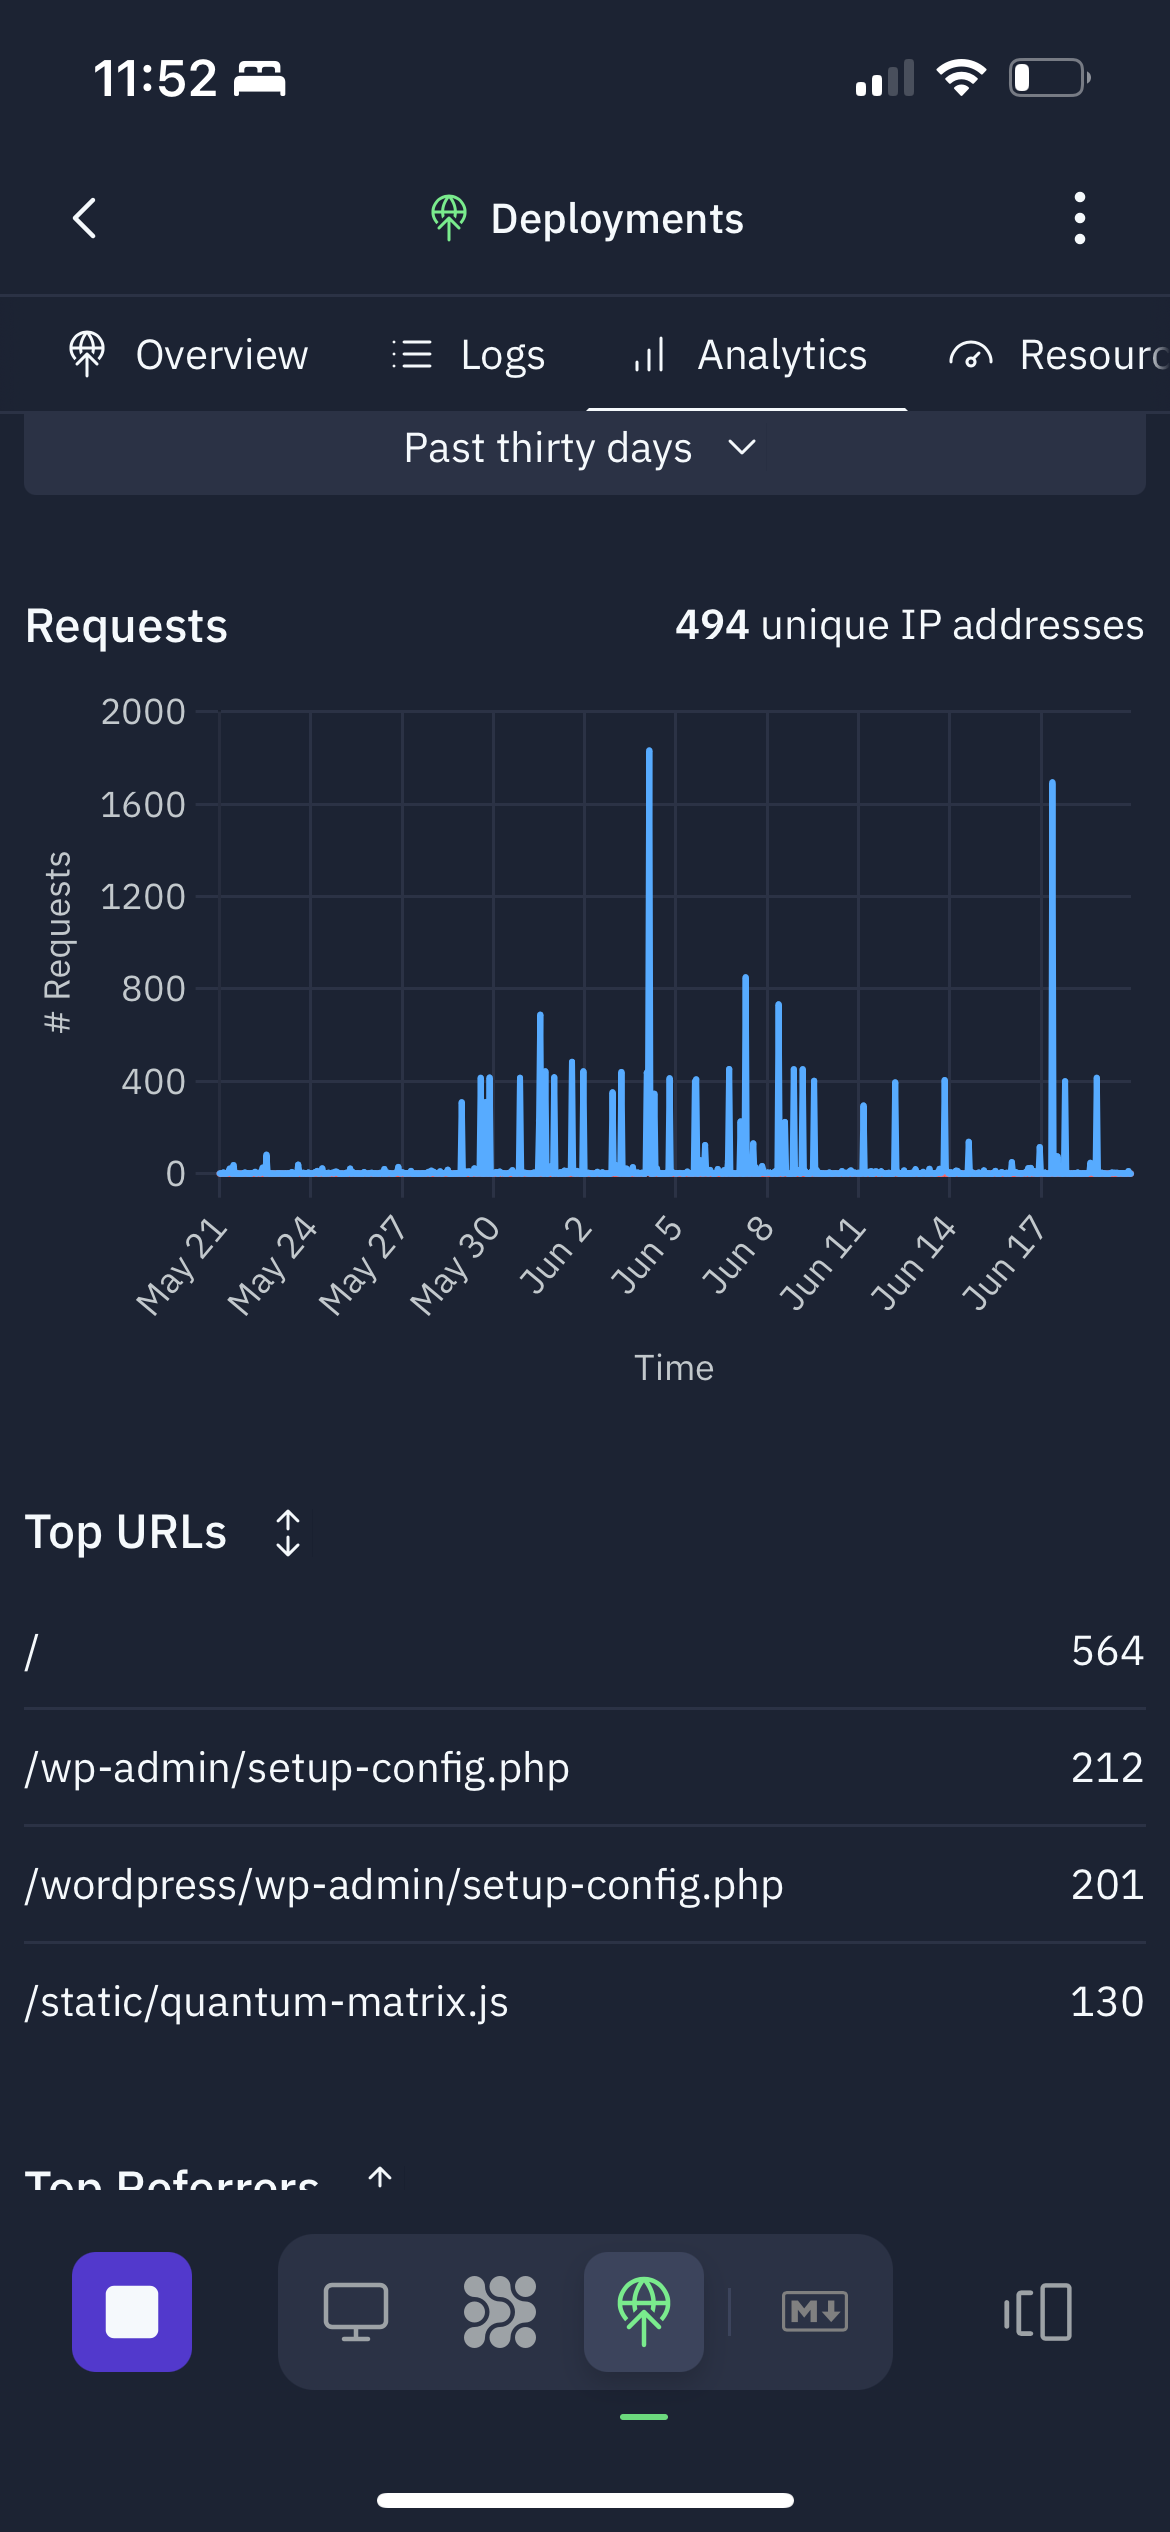 11:52
Deployments
Overview
Logs
Analytics
Resourc
Past thirty days
Requests
494 unique IP addresses
# Requests
2000
1600
1200
800
400
0
May 21
May 24
May 27
May 30
Jun 2
Jun 5
Jun 8
Jun 11
Jun 14
Jun 17
Time
Top URLs
/ 564
/wp-admin/setup-config.php 212
/wordpress/wp-admin/setup-config.php 201
/static/quantum-matrix.js 130
Top Referrers
M